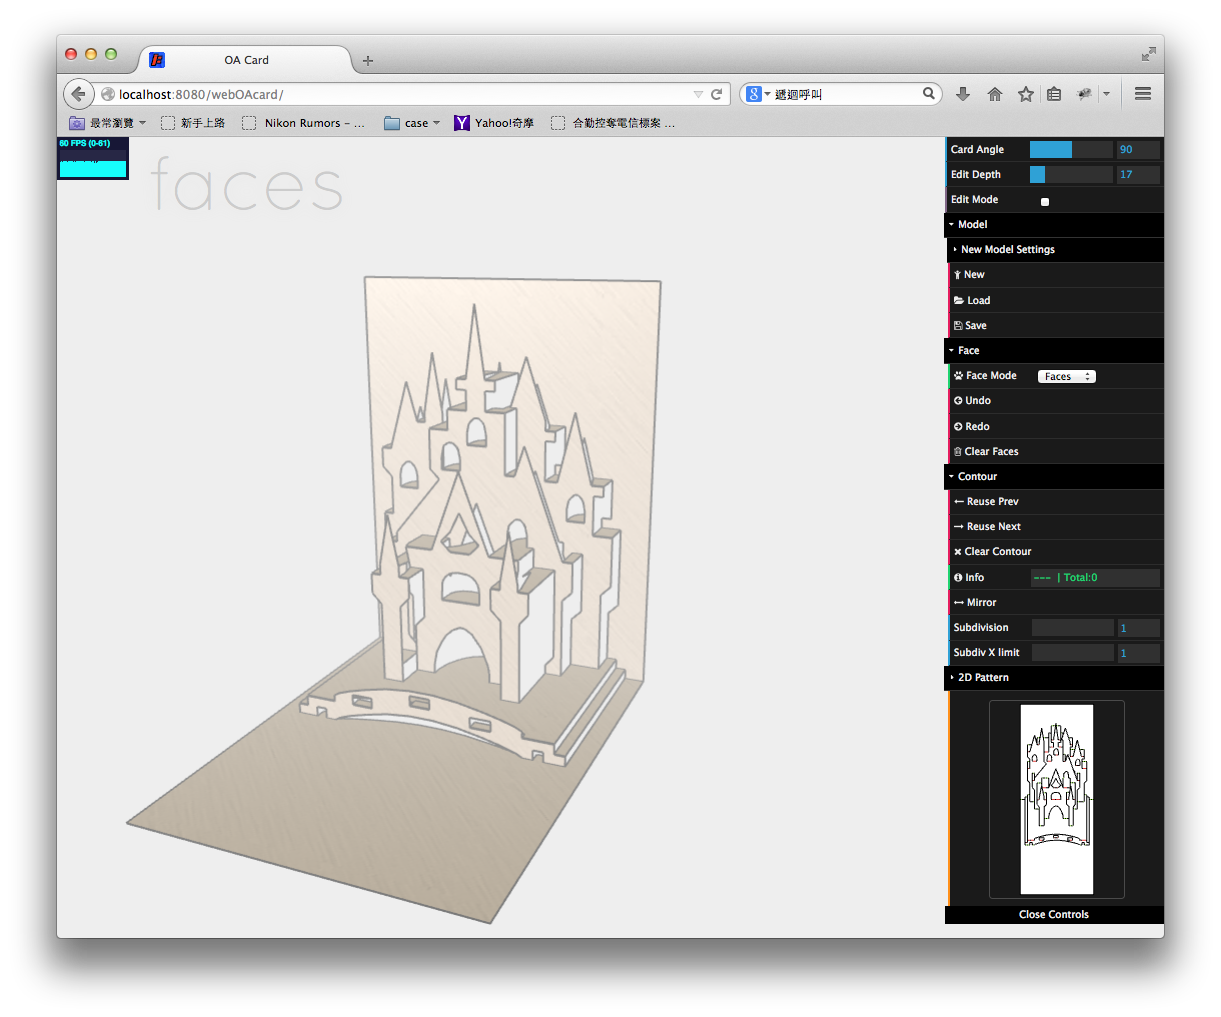 OA Card
localhost:8080/webOAcard/
遞迴呼叫
最常瀏覽
新手上路
Nikon Rumors – ...
case
Yahoo!奇摩
合勤控奪電信標案 ...
60 FPS (0-61)
faces
Card Angle 90
Edit Depth 17
Edit Mode
Model
New Model Settings
New
Load
Save
Face
Face Mode Faces
Undo
Redo
Clear Faces
Contour
Reuse Prev
Reuse Next
Clear Contour
Info --- | Total:0
Mirror
Subdivision 1
Subdiv X limit 1
2D Pattern
Close Controls